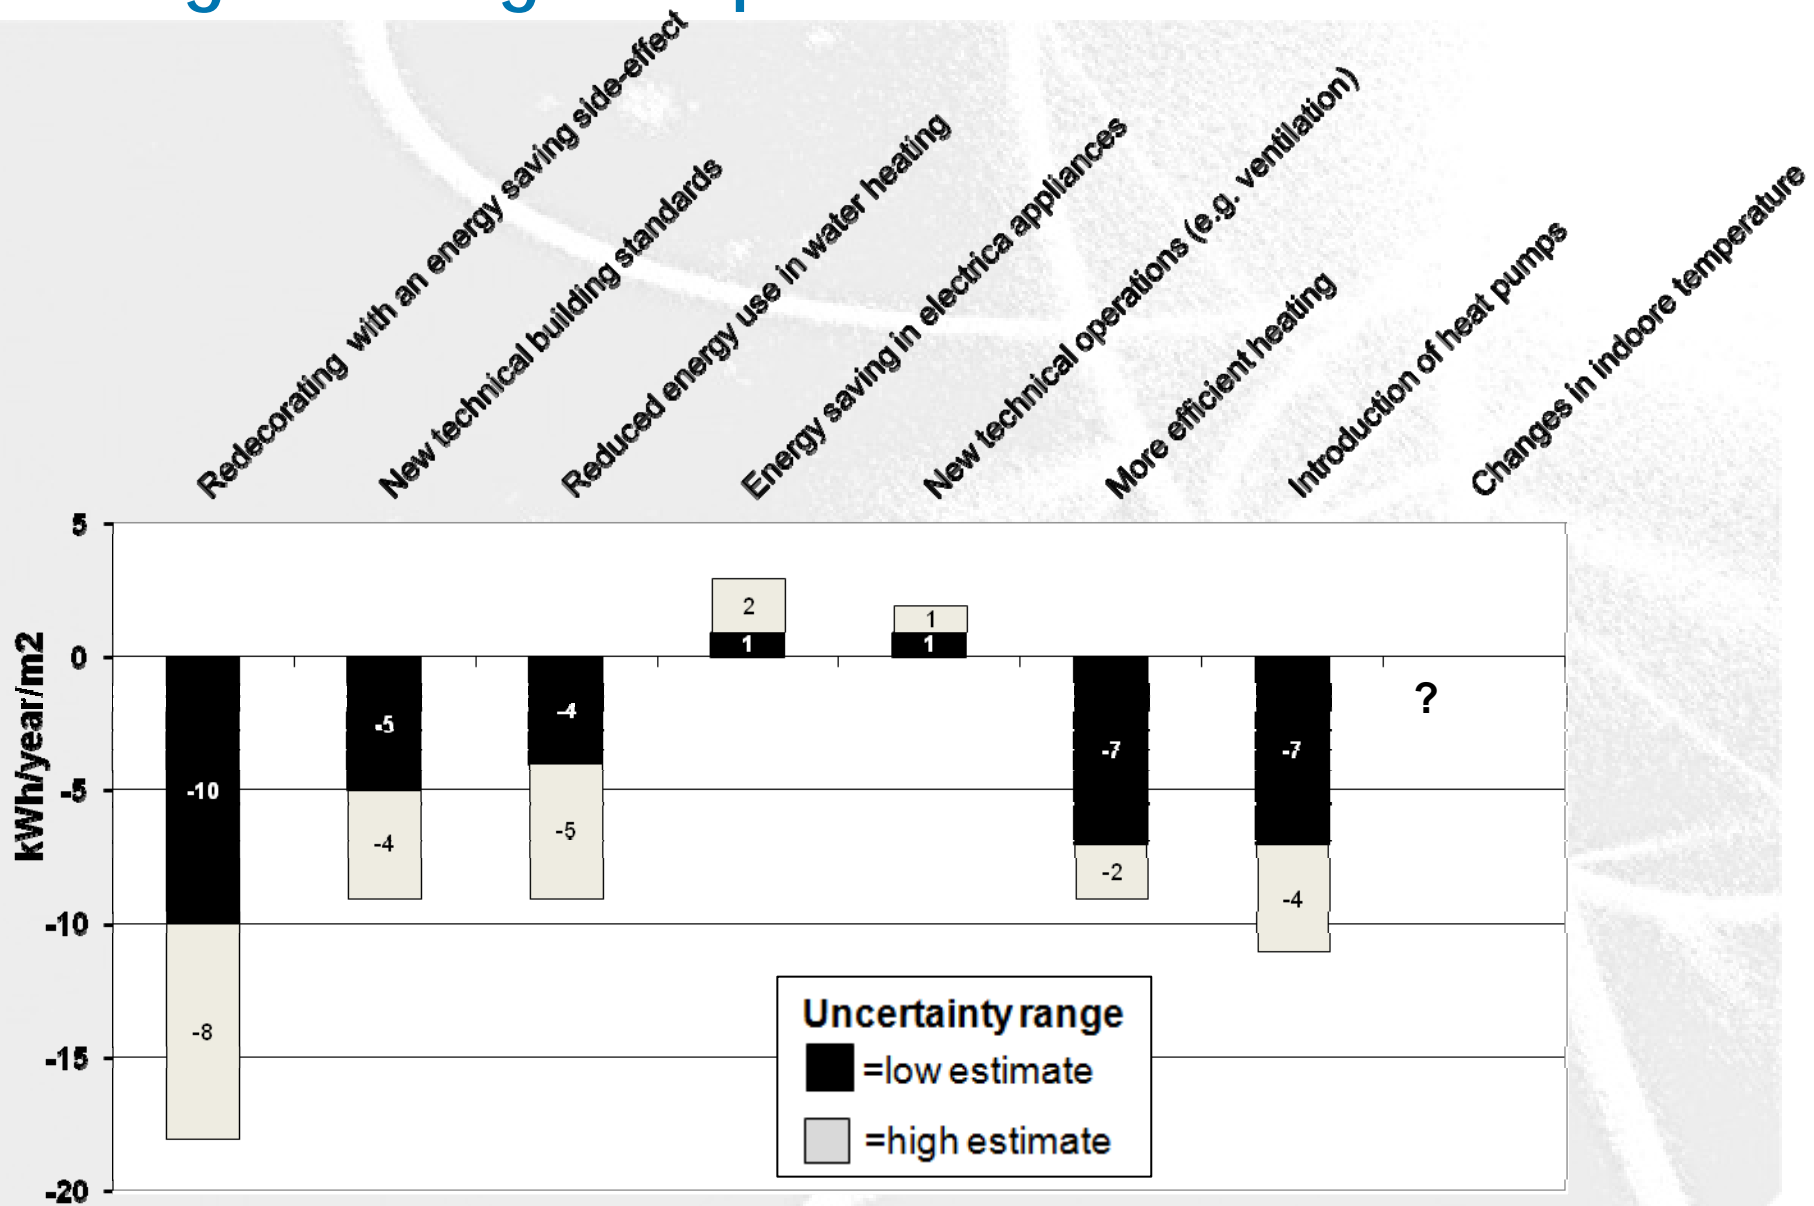 Redecorating with an energy saving side-effect
New technical building standards
Reduced energy use in water heating
Energy saving in electrica appliances
New technical operations (e.g. ventilation)
More efficient heating
Introduction of heat pumps
Changes in indoore temperature
kWh/year/m2
5
0
-5
-10
-15
-20
-10
-8
-5
-4
-4
-5
2
1
1
1
-7
-2
-7
-4
?
Uncertainty range
=low estimate
=high estimate